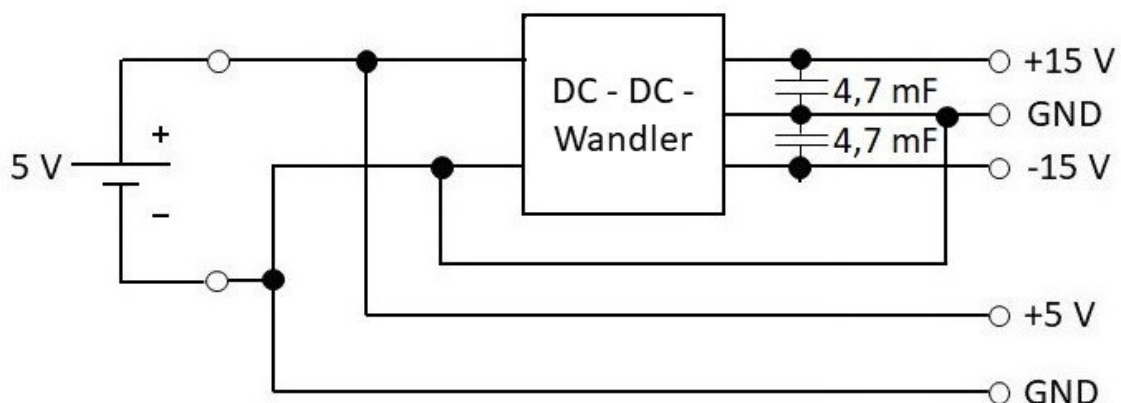 +15 V
DC - DC -
Wandler
4,7 mF
GND
+
4,7 mF
5 V
-15 V
–
+5 V
GND